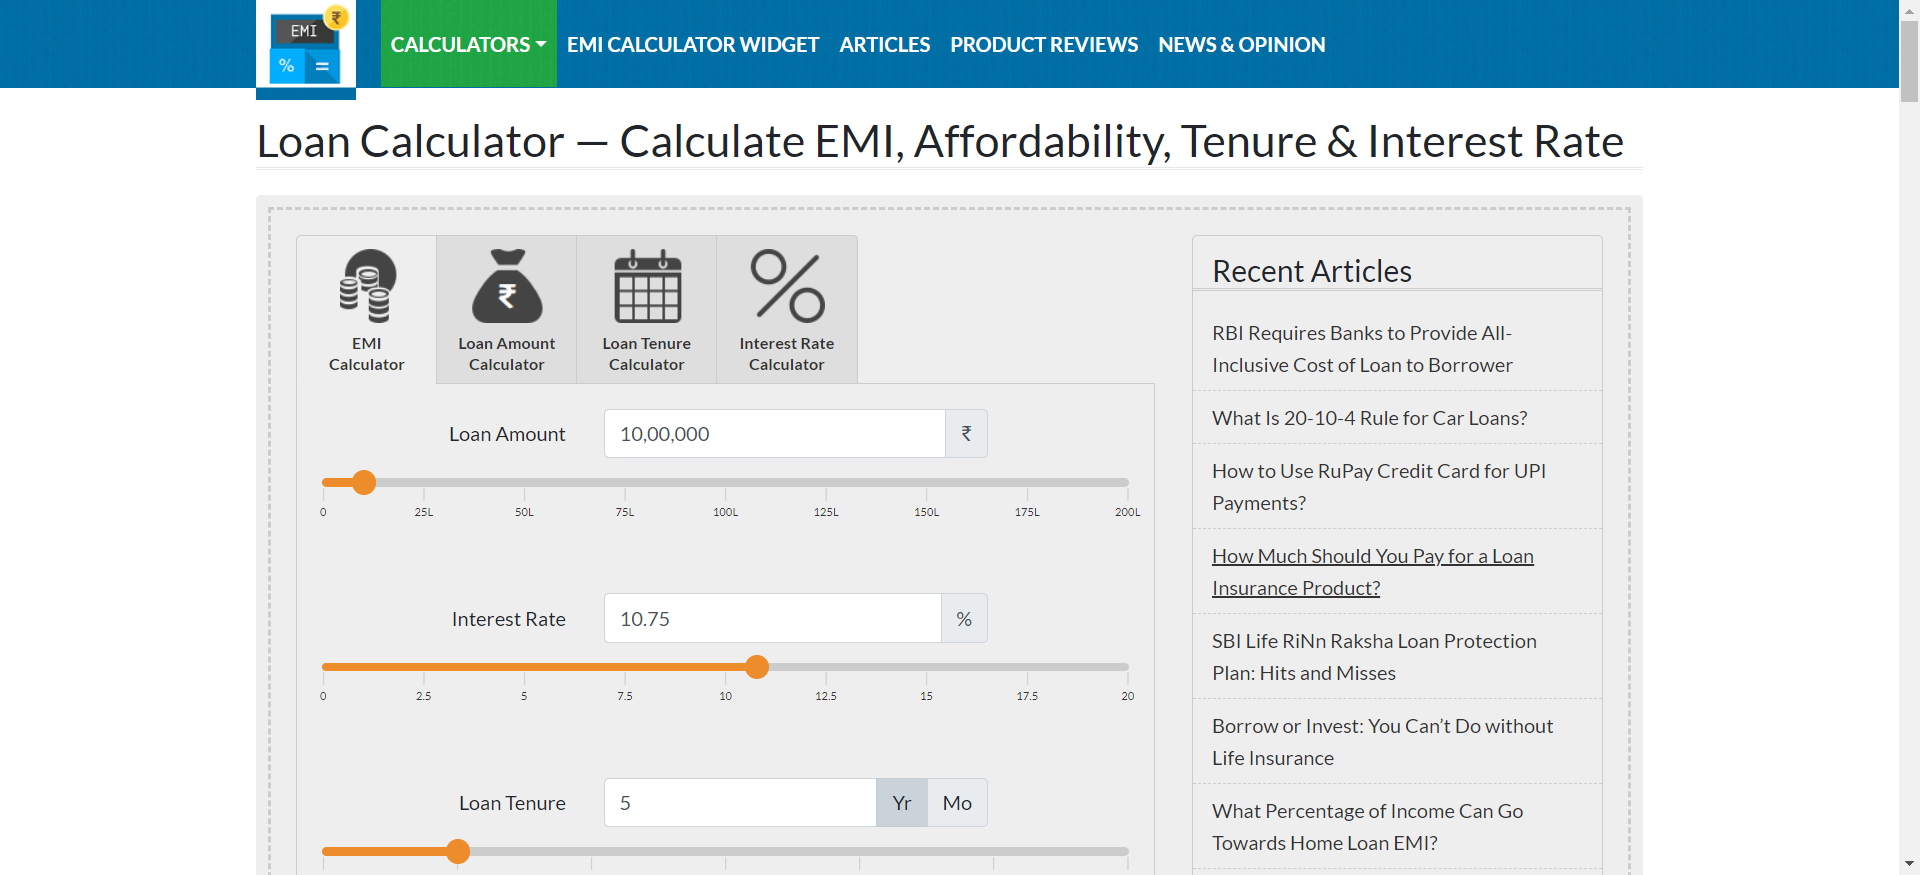 EMI
₹
%
=
CALCULATORS
EMI CALCULATOR WIDGET
ARTICLES
PRODUCT REVIEWS
NEWS & OPINION
Loan Calculator — Calculate EMI, Affordability, Tenure & Interest Rate
EMI
Calculator
₹
Loan Amount
Calculator
Loan Tenure
Calculator
Interest Rate
Calculator
Loan Amount
10,00,000
₹
0
25L
50L
75L
100L
125L
150L
175L
200L
Interest Rate
10.75
%
0
2.5
5
7.5
10
12.5
15
17.5
20
Loan Tenure
5
Yr
Mo
Recent Articles
RBI Requires Banks to Provide All-
Inclusive Cost of Loan to Borrower
What Is 20-10-4 Rule for Car Loans?
How to Use RuPay Credit Card for UPI
Payments?
How Much Should You Pay for a Loan
Insurance Product?
SBI Life RiNn Raksha Loan Protection
Plan: Hits and Misses
Borrow or Invest: You Can’t Do without
Life Insurance
What Percentage of Income Can Go
Towards Home Loan EMI?